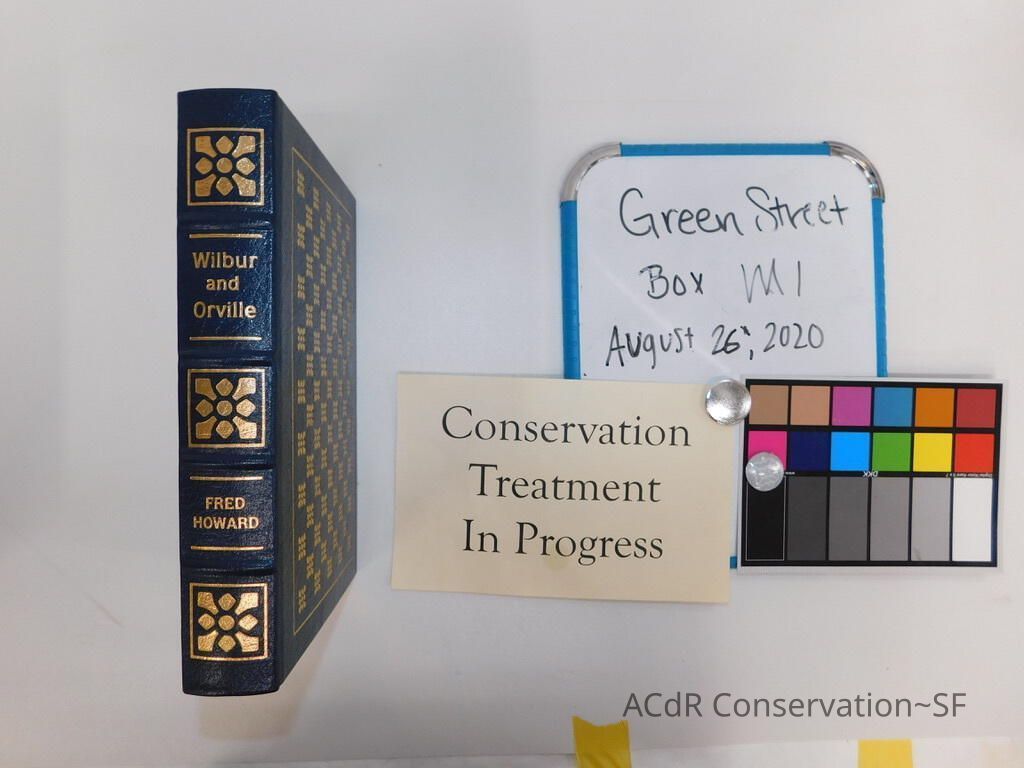 Wilbur
and
Orville
FRED
HOWARD
Green Street
Box M1
August 26, 2020
Conservation
Treatment
In Progress
DKK
ACdR Conservation~SF